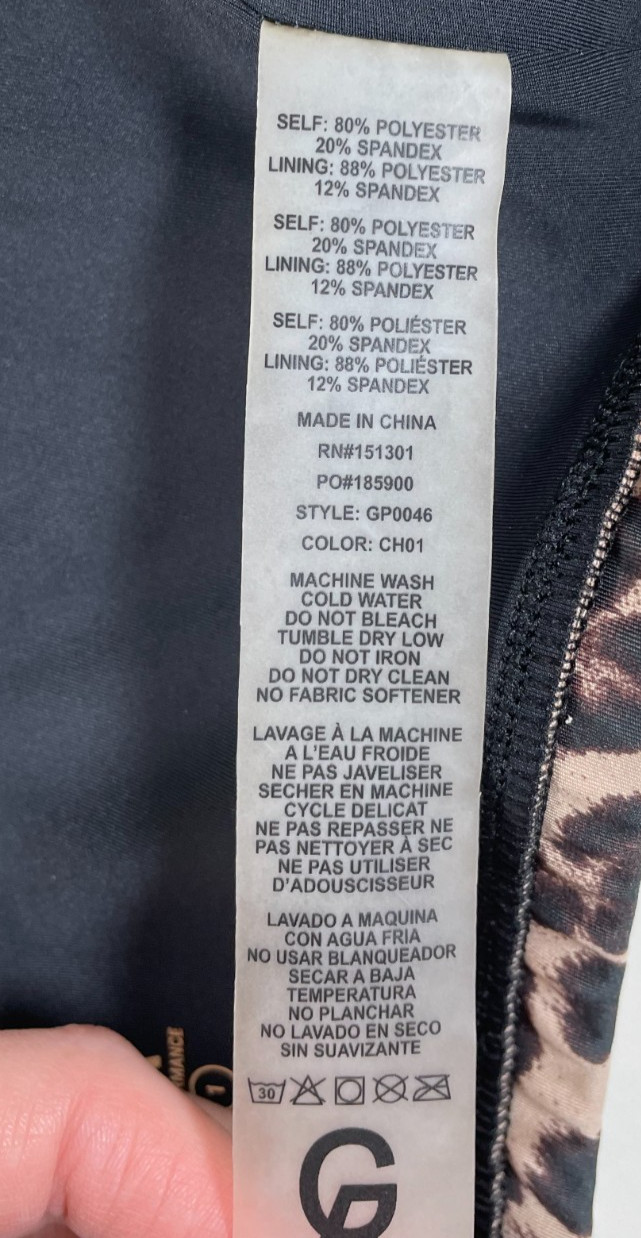 SELF: 80% POLYESTER
20% SPANDEX
LINING: 88% POLYESTER
12% SPANDEX
SELF: 80% POLYESTER
20% SPANDEX
LINING: 88% POLYESTER
12% SPANDEX
SELF: 80% POLIÉSTER
20% SPANDEX
LINING: 88% POLIÉSTER
12% SPANDEX
MADE IN CHINA
RN#151301
PO#185900
STYLE: GP0046
COLOR: CH01
MACHINE WASH
COLD WATER
DO NOT BLEACH
TUMBLE DRY LOW
DO NOT IRON
DO NOT DRY CLEAN
NO FABRIC SOFTENER
LAVAGE À LA MACHINE
A L'EAU FROIDE
NE PAS JAVELISER
SECHER EN MACHINE
CYCLE DELICAT
NE PAS REPASSER NE
PAS NETTOYER À SEC
NE PAS UTILISER
D'ADOUSCISSEUR
LAVADO A MAQUINA
CON AGUA FRIA
NO USAR BLANQUEADOR
SECAR A BAJA
TEMPERATURA
NO PLANCHAR
NO LAVADO EN SECO
SIN SUAVIZANTE
30
1